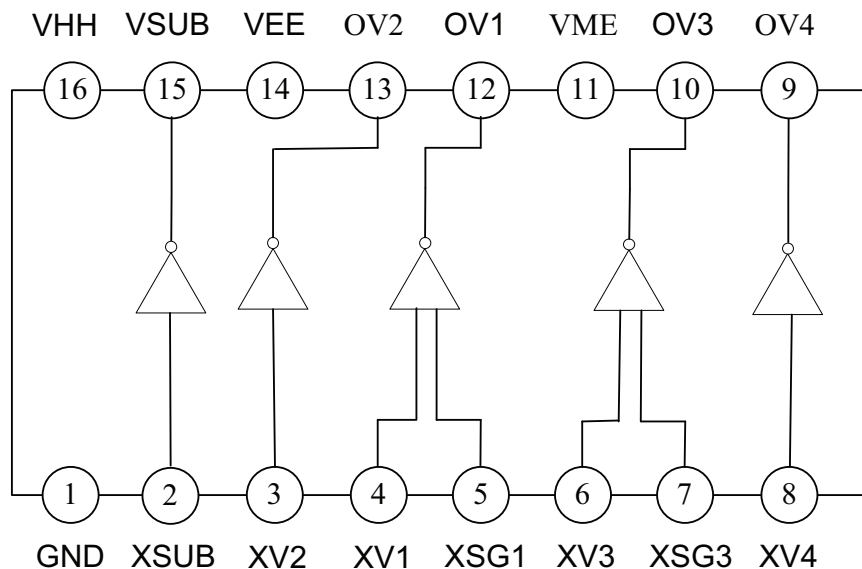 VHH VSUB VEE OV2 OV1 VME OV3 OV4
16 15 14 13 12 11 10 9
1 2 3 4 5 6 7 8
GND XSUB XV2 XV1 XSG1 XV3 XSG3 XV4